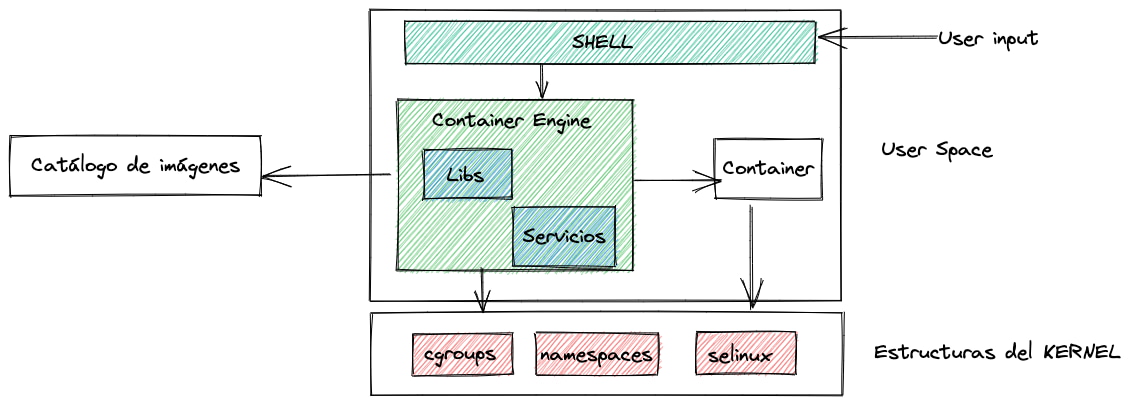 SHELL
User input
Container Engine
Catálogo de imágenes
Libs
Container
User Space
Servicios
cgroups
namespaces
selinux
Estructuras del KERNEL